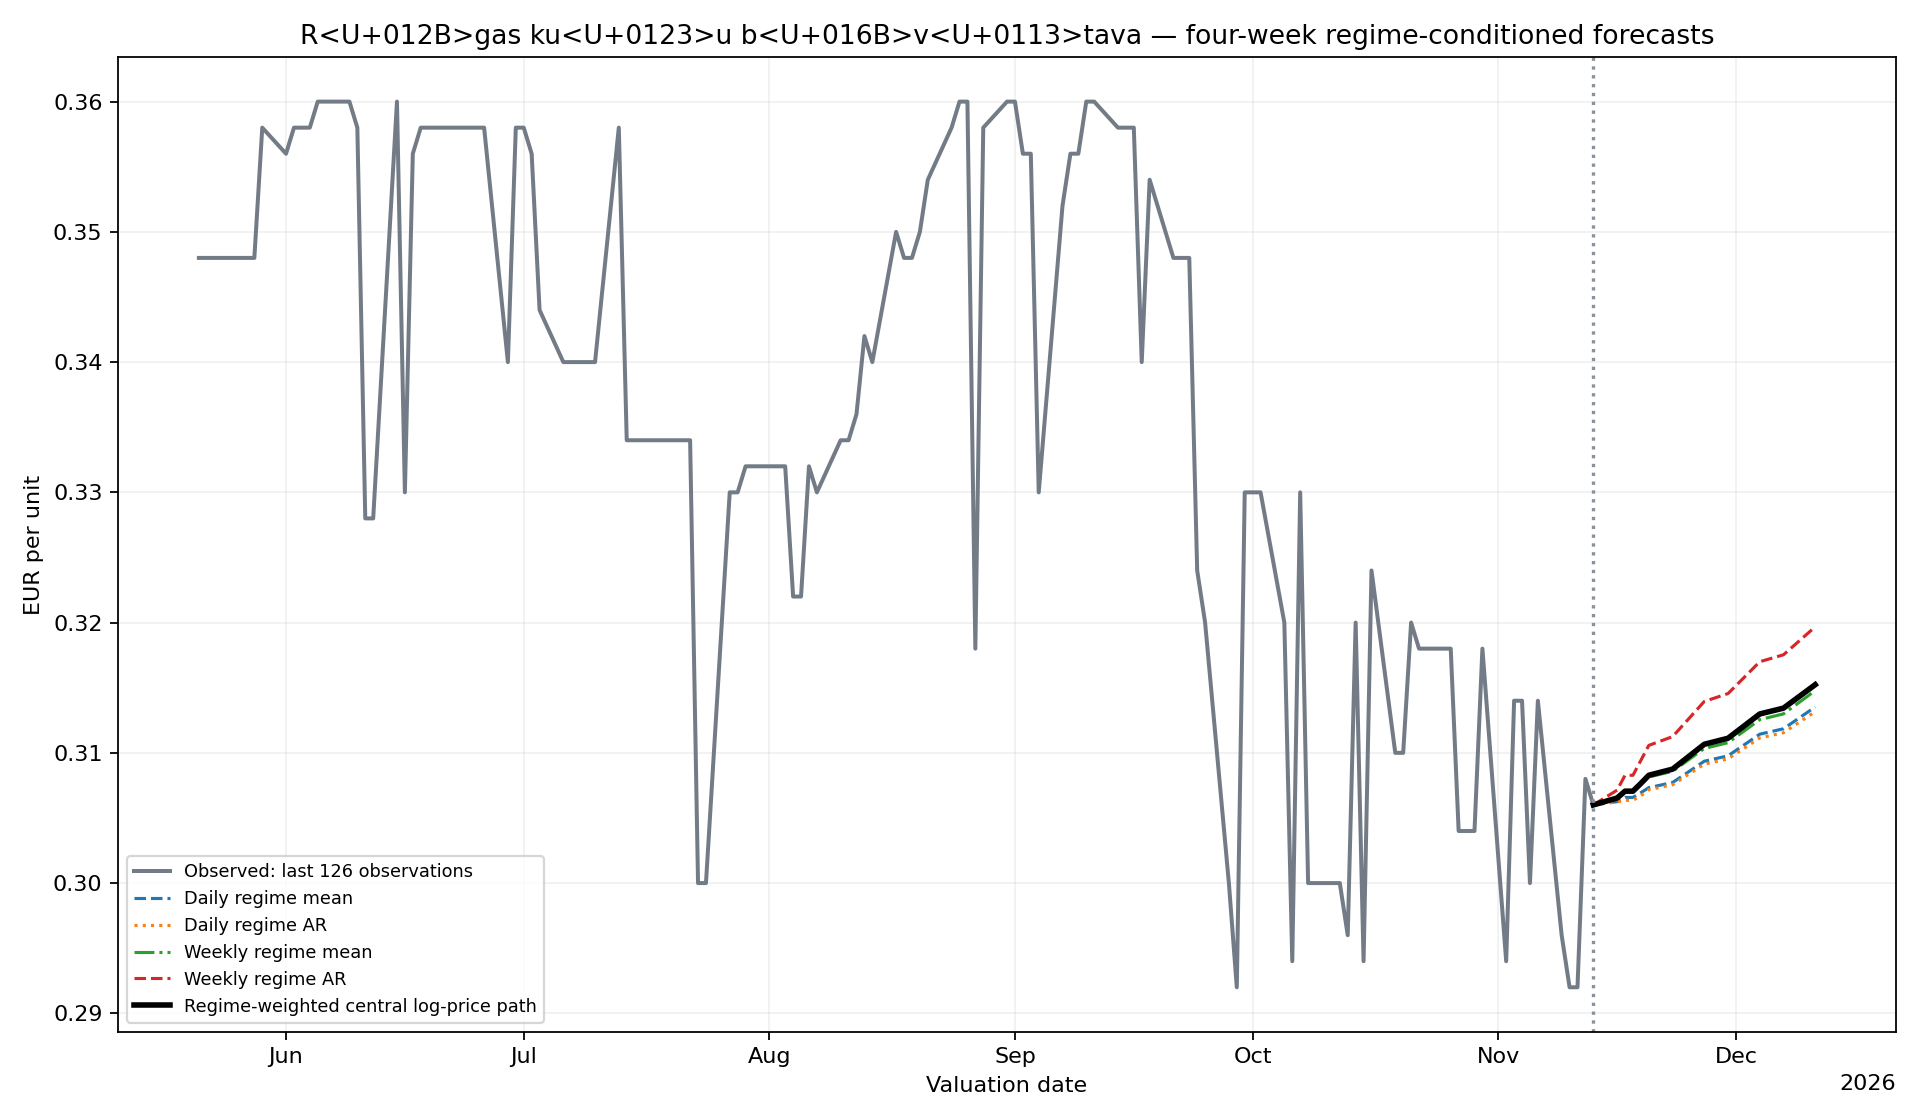 R<U+012B>gas ku<U+0123>u b<U+016B>v<U+0113>tava — four-week regime-conditioned forecasts
EUR per unit
0.36
0.35
0.34
0.33
0.32
0.31
0.30
0.29
Observed: last 126 observations
Daily regime mean
Daily regime AR
Weekly regime mean
Weekly regime AR
Regime-weighted central log-price path
Jun
Jul
Aug
Sep
Oct
Nov
Dec
Valuation date
2026